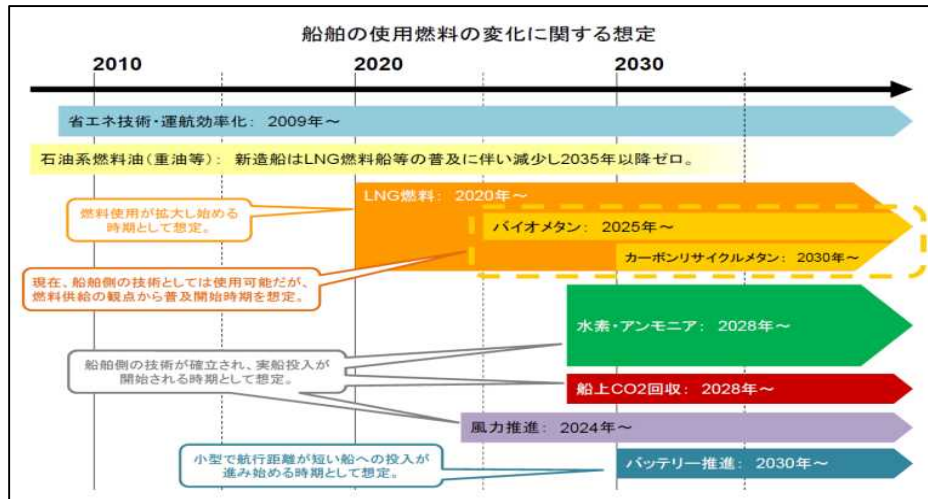 船舶の使用燃料の変化に関する想定
2010 2020 2030
省エネ技術・運航効率化： 2009年～
石油系燃料油（重油等）： 新造船はLNG燃料船等の普及に伴い減少し2035年以降ゼロ。
LNG燃料： 2020年～
燃料使用が拡大し始める
時期として想定。
バイオメタン： 2025年～
カーボンリサイクルメタン： 2030年～
現在、船舶側の技術としては使用可能だが、
燃料供給の観点から普及開始時期を想定。
水素・アンモニア： 2028年～
船舶側の技術が確立され、実船投入が
開始される時期として想定。
船上CO2回収： 2028年～
風力推進： 2024年～
小型で航行距離が短い船への投入が
進み始める時期として想定。
バッテリー推進： 2030年～